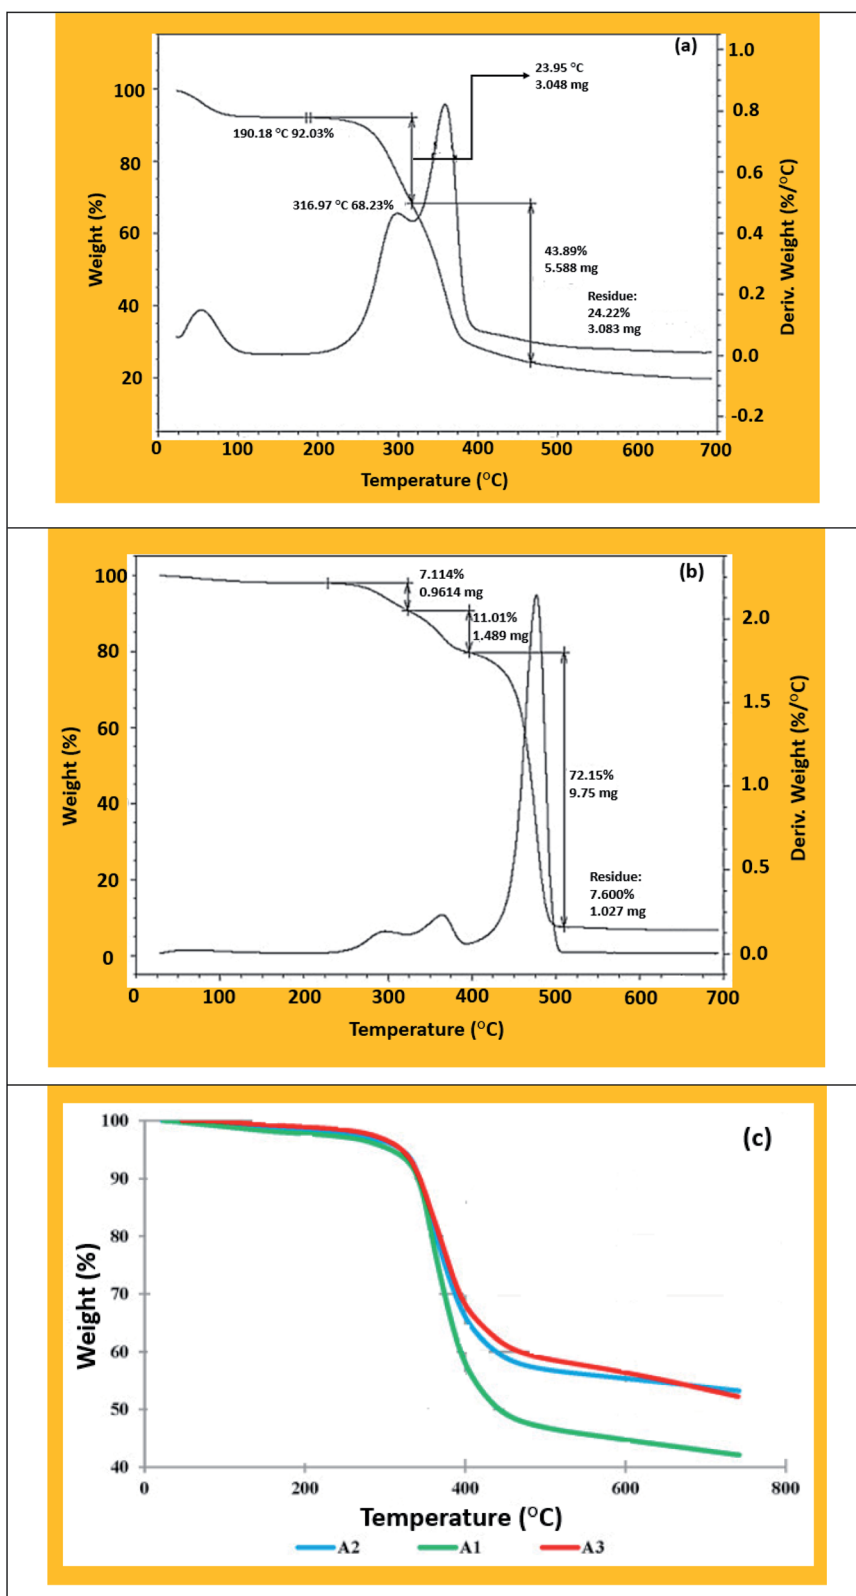 (a)
1.0
23.95 °C
3.048 mg
100
0.8
190.18 °C 92.03%
80
0.6
316.97 °C 68.23%
60
0.4
43.89%
5.588 mg
40
0.2
Residue:
24.22%
3.083 mg
20
0.0
-0.2
Weight (%)
Deriv. Weight (%/°C)
0 100 200 300 400 500 600 700
Temperature (°C)
(b)
100
7.114%
0.9614 mg
11.01%
1.489 mg
2.0
80
1.5
60
72.15%
9.75 mg
1.0
40
20
0.5
Residue:
7.600%
1.027 mg
0
0.0
Weight (%)
Deriv. Weight (%/°C)
0 100 200 300 400 500 600 700
Temperature (°C)
(c)
100
90
80
70
60
50
40
Weight (%)
0 200 400 600 800
Temperature (°C)
A2 A1 A3